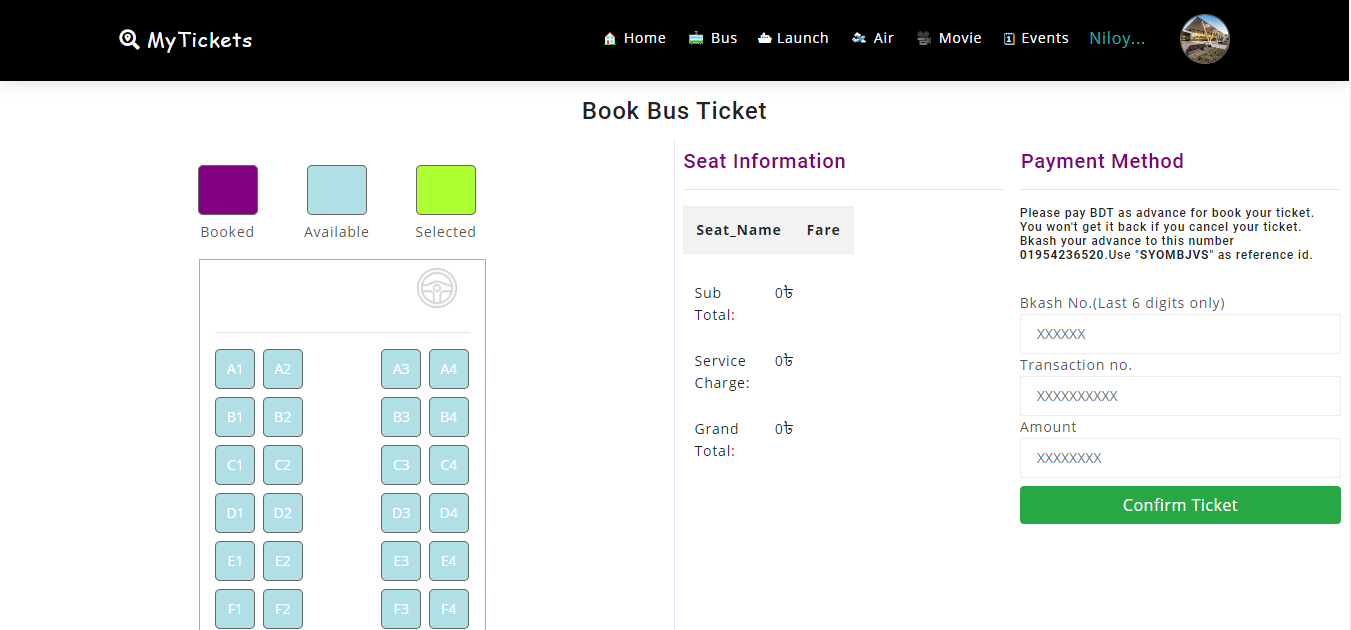 MyTickets
Home Bus Launch Air Movie Events Niloy...
Book Bus Ticket
Booked Available Selected
A1 A2 A3 A4
B1 B2 B3 B4
C1 C2 C3 C4
D1 D2 D3 D4
E1 E2 E3 E4
F1 F2 F3 F4
Seat Information
Seat_Name Fare
Sub 0৳
Total:
Service 0৳
Charge:
Grand 0৳
Total:
Payment Method
Please pay BDT as advance for book your ticket.
You won't get it back if you cancel your ticket.
Bkash your advance to this number
01954236520.Use "SYOMBJVS" as reference id.
Bkash No.(Last 6 digits only)
XXXXXX
Transaction no.
XXXXXXXXXX
Amount
XXXXXXXX
Confirm Ticket